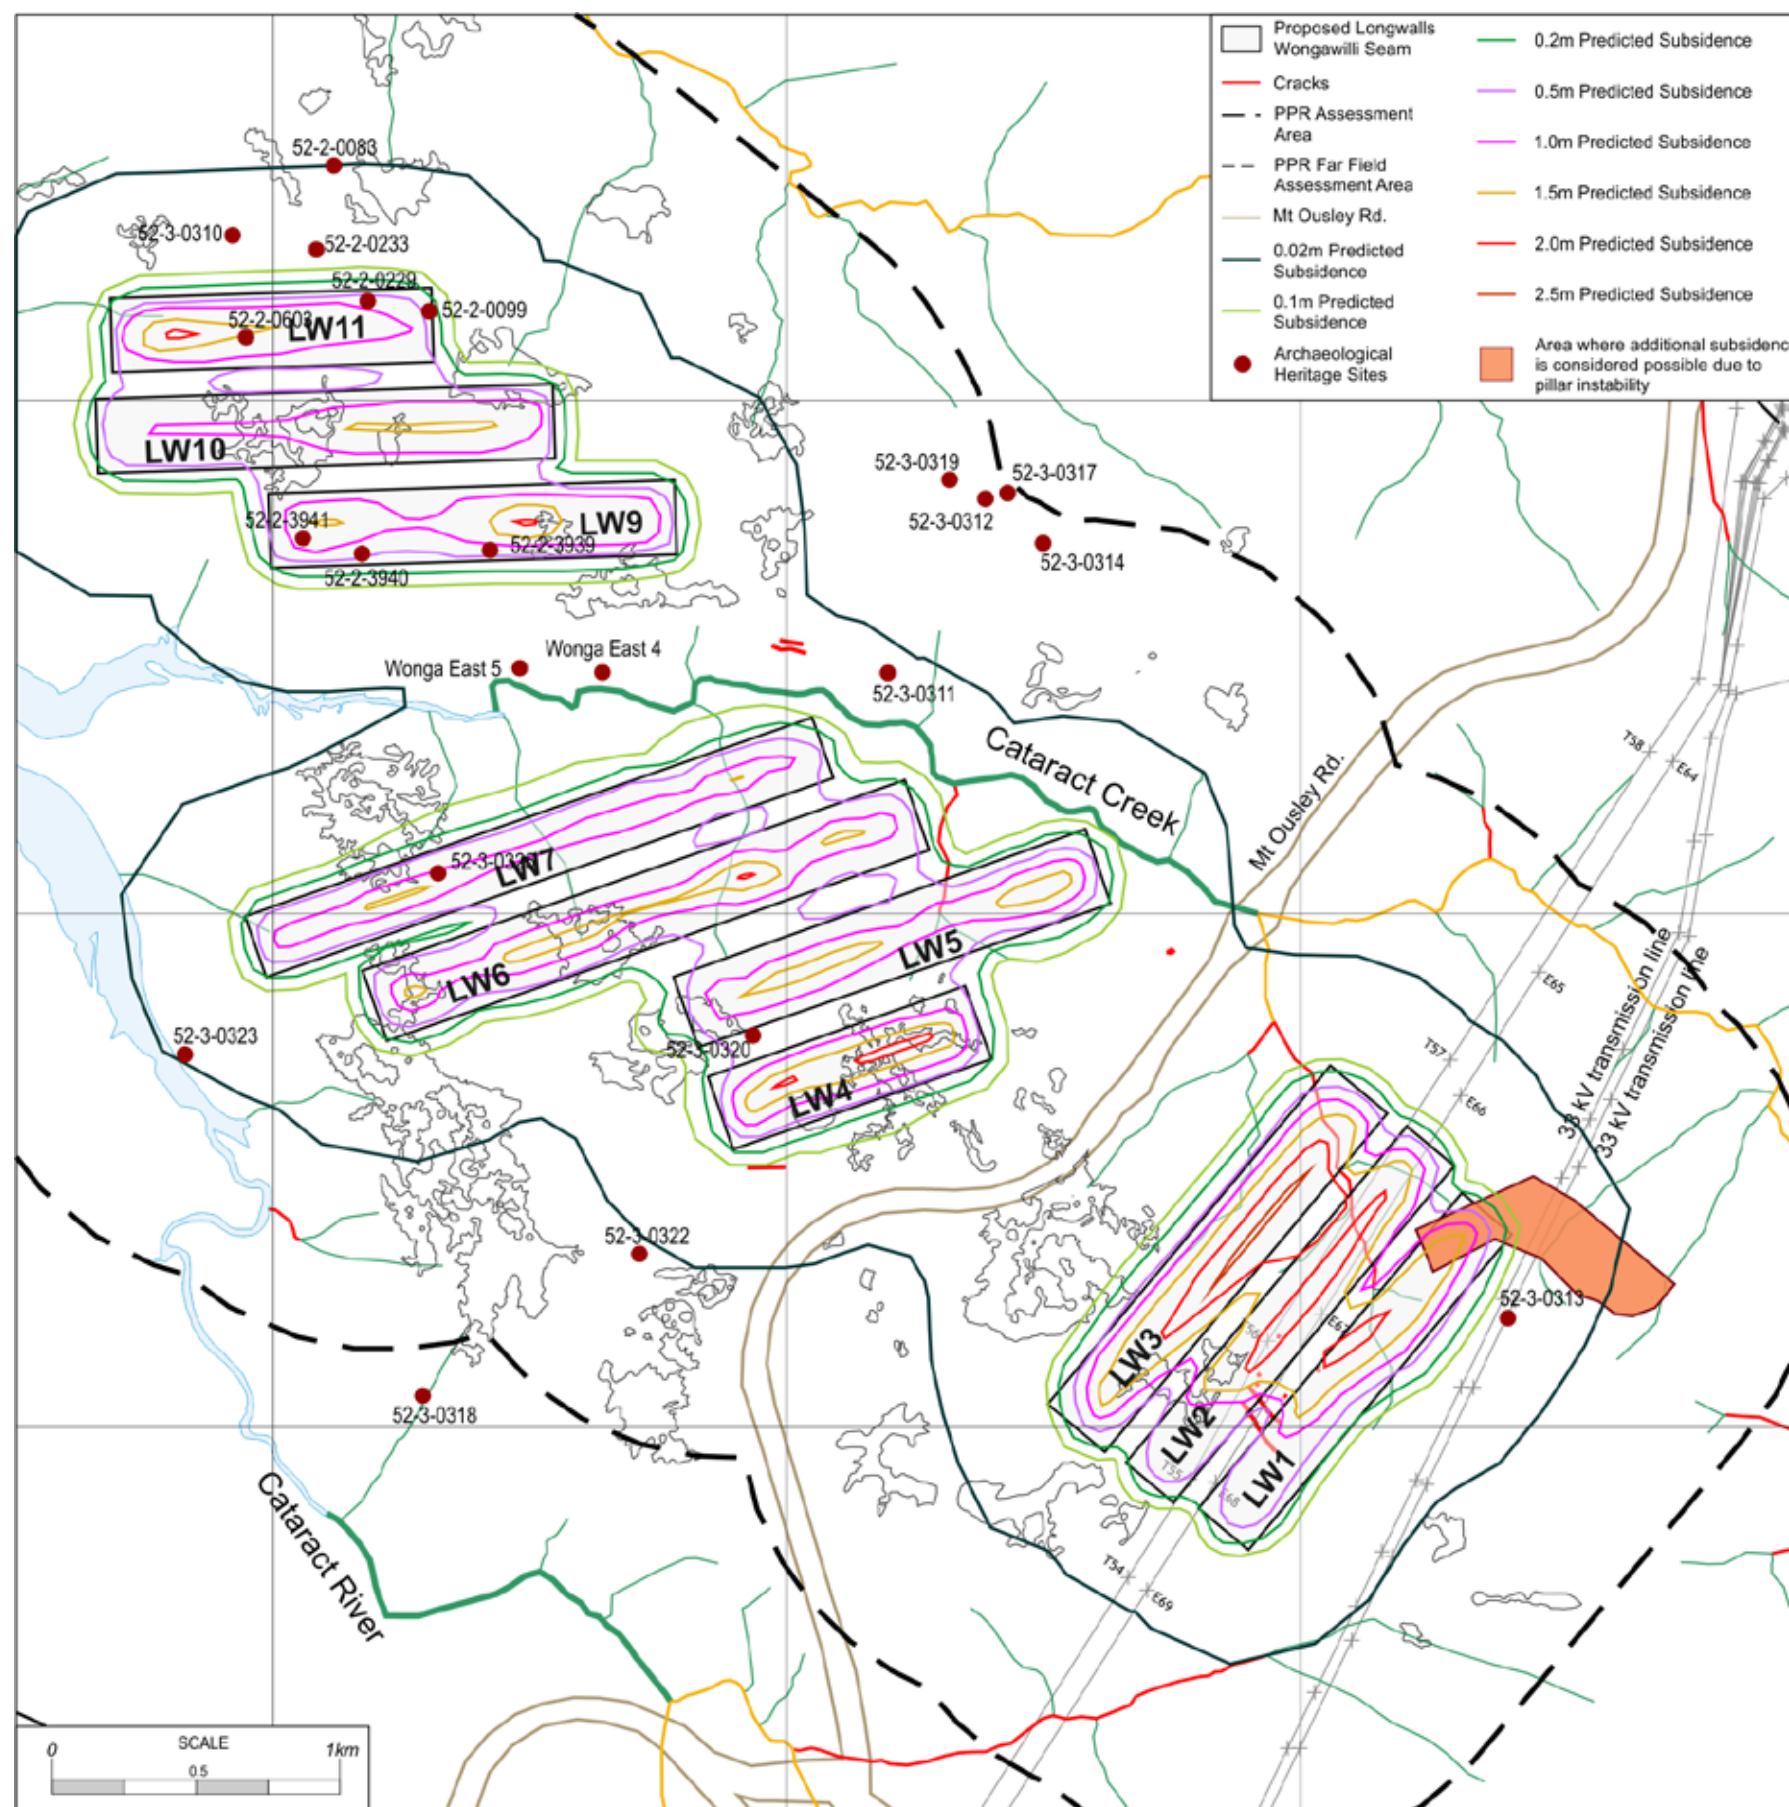 Proposed Longwalls
Wongawilli Seam
Cracks
PPR Assessment
Area
PPR Far Field
Assessment Area
Mt Ousley Rd.
0.02m Predicted
Subsidence
0.1m Predicted
Subsidence
Archaeological
Heritage Sites
0.2m Predicted Subsidence
0.5m Predicted Subsidence
1.0m Predicted Subsidence
1.5m Predicted Subsidence
2.0m Predicted Subsidence
2.5m Predicted Subsidence
Area where additional subsidenc
is considered possible due to
pillar instability
52-2-0083
52-3-0310
52-2-0233
52-2-0229
52-2-0099
52-2-0603
LW11
LW10
52-3-0319
52-3-0317
52-3-0312
52-3-0314
52-2-3941
LW9
52-2-3939
52-2-3940
Wonga East 4
Wonga East 5
52-3-0311
Cataract Creek
T58
E64
Mt Ousley Rd.
LW7
LW5
LW6
E65
33 kV transmission line
33 kV transmission line
52-3-0323
52-3-0320
LW4
T57
E66
52-3-0322
52-3-0313
T56
E67
LW3
52-3-0318
LW2
LW1
T55
E68
Cataract River
T54
E69
SCALE
0
0.5
1km